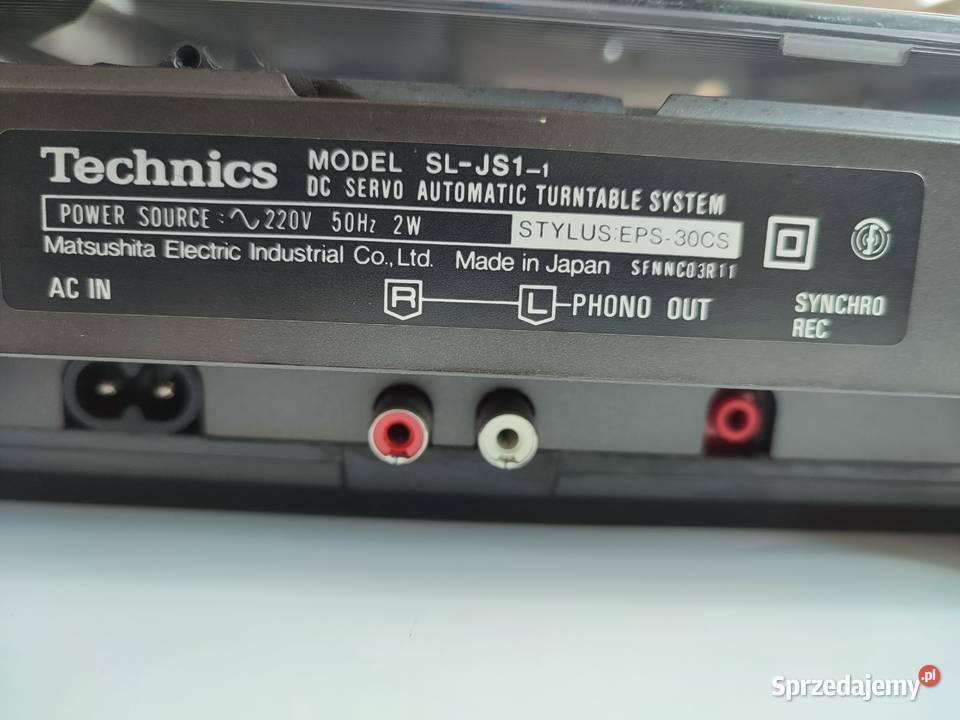 Technics MODEL SL-JS1-1
DC SERVO AUTOMATIC TURNTABLE SYSTEM
POWER SOURCE : ∿ 220V 50Hz 2W STYLUS:EPS-30CS
Matsushita Electric Industrial Co., Ltd. Made in Japan SFNNC03R11
AC IN R L PHONO OUT SYNCHRO
REC
Sprzedajemy.pl